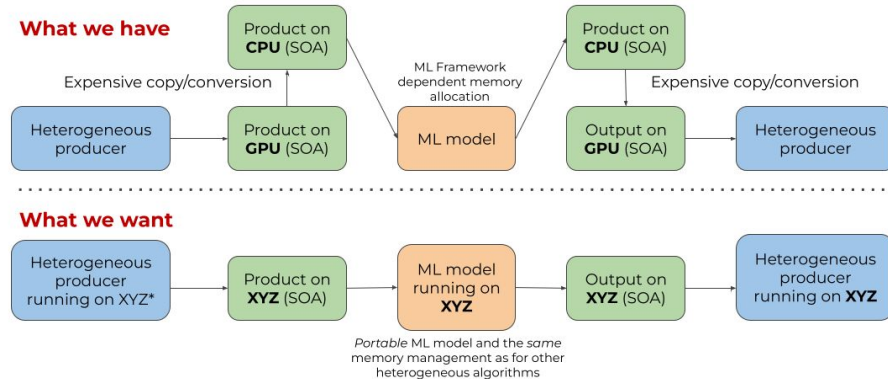 What we have
Product on
CPU (SOA)
Product on
CPU (SOA)
ML Framework
dependent memory
allocation
Expensive copy/conversion
Expensive copy/conversion
Heterogeneous
producer
Product on
GPU (SOA)
ML model
Output on
GPU (SOA)
Heterogeneous
producer
What we want
Heterogeneous
producer
running on XYZ*
Product on
XYZ (SOA)
ML model
running on
XYZ
Output on
XYZ (SOA)
Heterogeneous
producer
running on XYZ
Portable ML model and the same
memory management as for other
heterogeneous algorithms